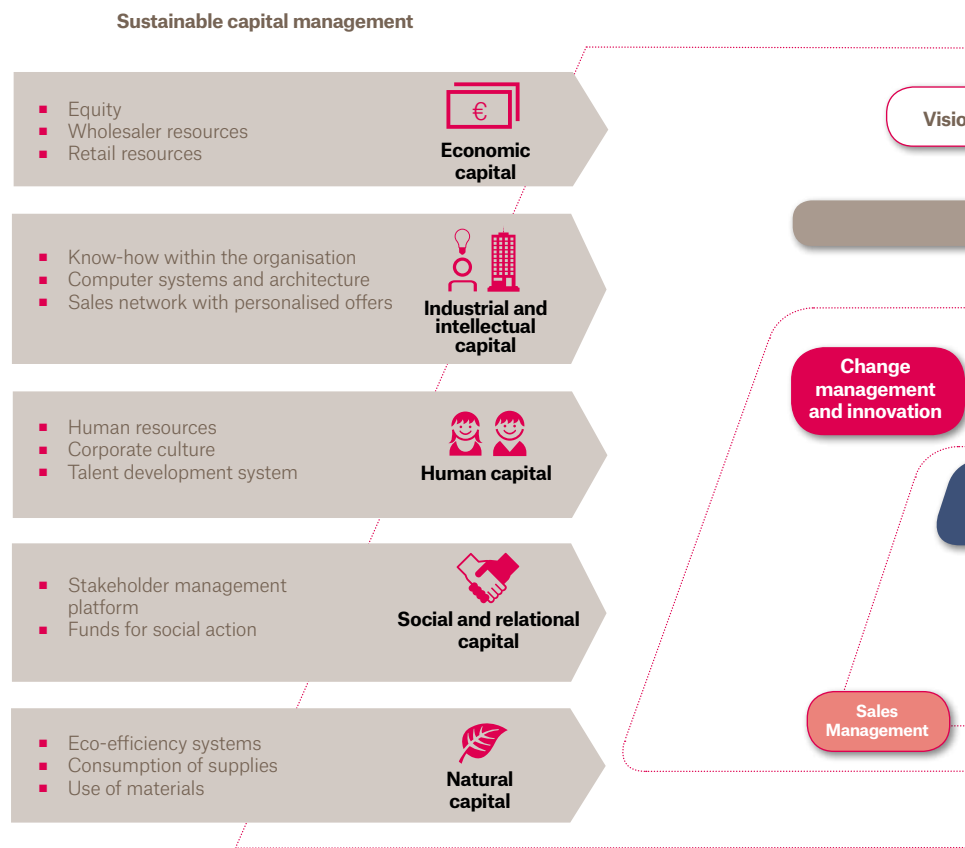 Sustainable capital management
Equity
Wholesaler resources
Retail resources
€
Economic
capital
Know-how within the organisation
Computer systems and architecture
Sales network with personalised offers
Industrial and
intellectual
capital
Human resources
Corporate culture
Talent development system
Human capital
Stakeholder management
platform
Funds for social action
Social and relational
capital
Eco-efficiency systems
Consumption of supplies
Use of materials
Natural
capital
Visio
Change
management
and innovation
Sales
Management